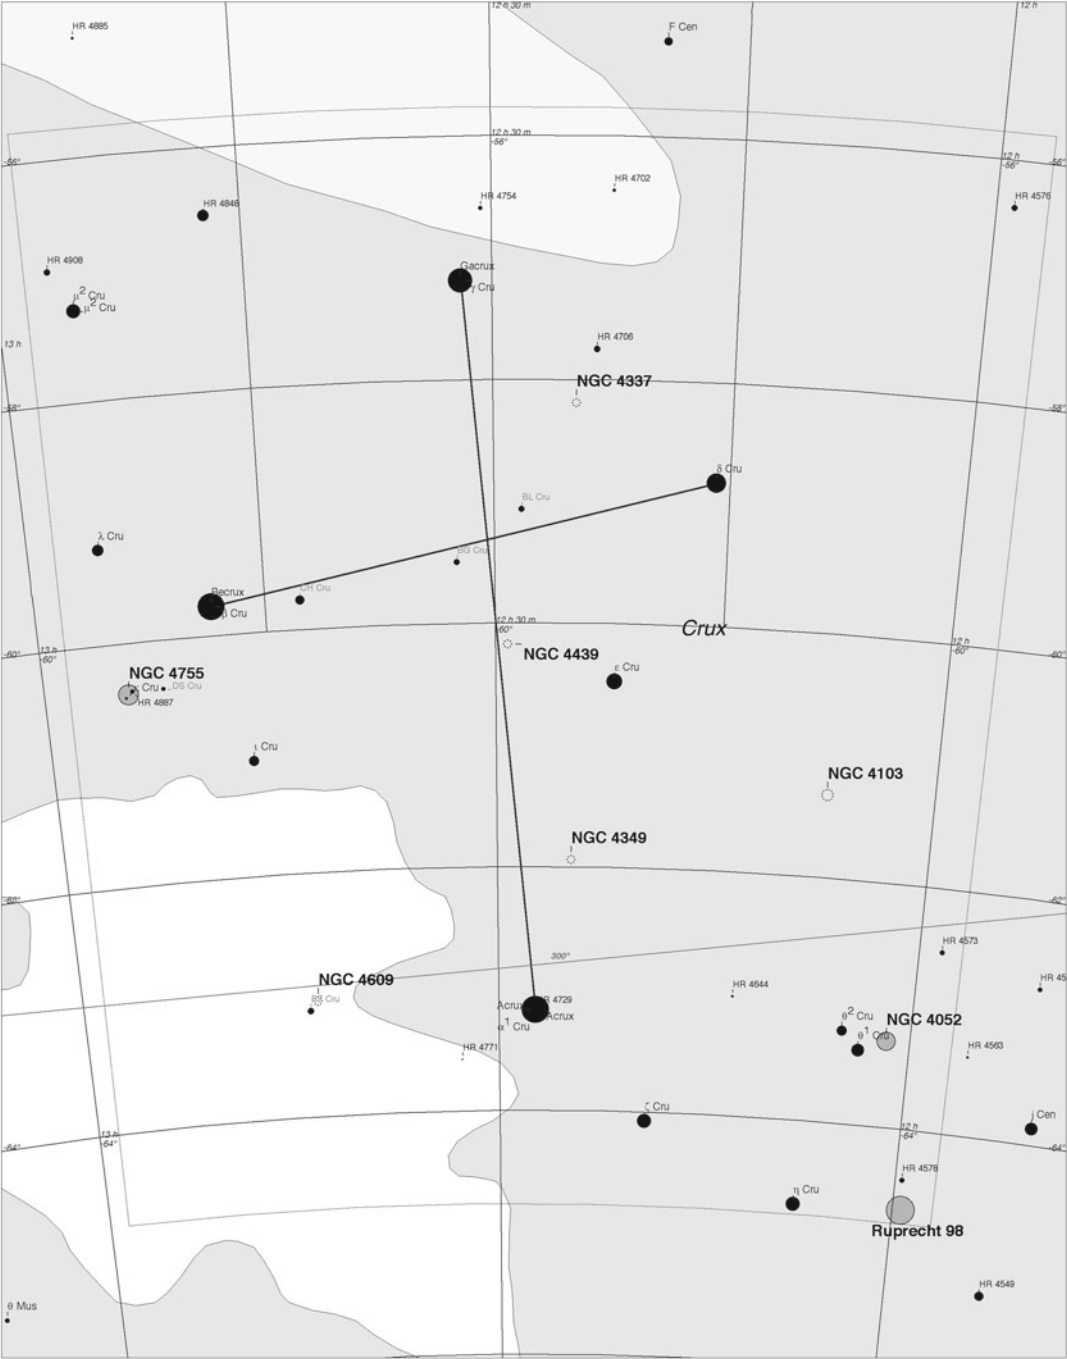 12 h 30 m
12 h
HR 4885
F Cen
12 h 30 m
-56°
12 h
-56°
-56°
-56°
HR 4702
HR 4754
HR 4848
HR 4576
HR 4908
Gacrux
γ Cru
μ² Cru
μ² Cru
13 h
HR 4706
NGC 4337
-58°
-58°
δ Cru
BL Cru
λ Cru
BG Cru
CH Cru
Becrux
β Cru
12 h 30 m
-60°
Crux
12 h
-60°
13 h
-60°
-60°
-60°
NGC 4439
ε Cru
NGC 4755
Cru
DS Cru
HR 4887
ι Cru
NGC 4103
NGC 4349
-62°
-62°
300°
HR 4573
NGC 4609
HR 4644
HR 45
BZ Cru
Acrux
R 4729
Acrux
α¹ Cru
θ² Cru
NGC 4052
θ¹ Cru
HR 4771
HR 4563
ζ Cru
j Cen
13 h
-64°
12 h
-64°
-64°
-64°
HR 4578
η Cru
Ruprecht 98
HR 4549
θ Mus